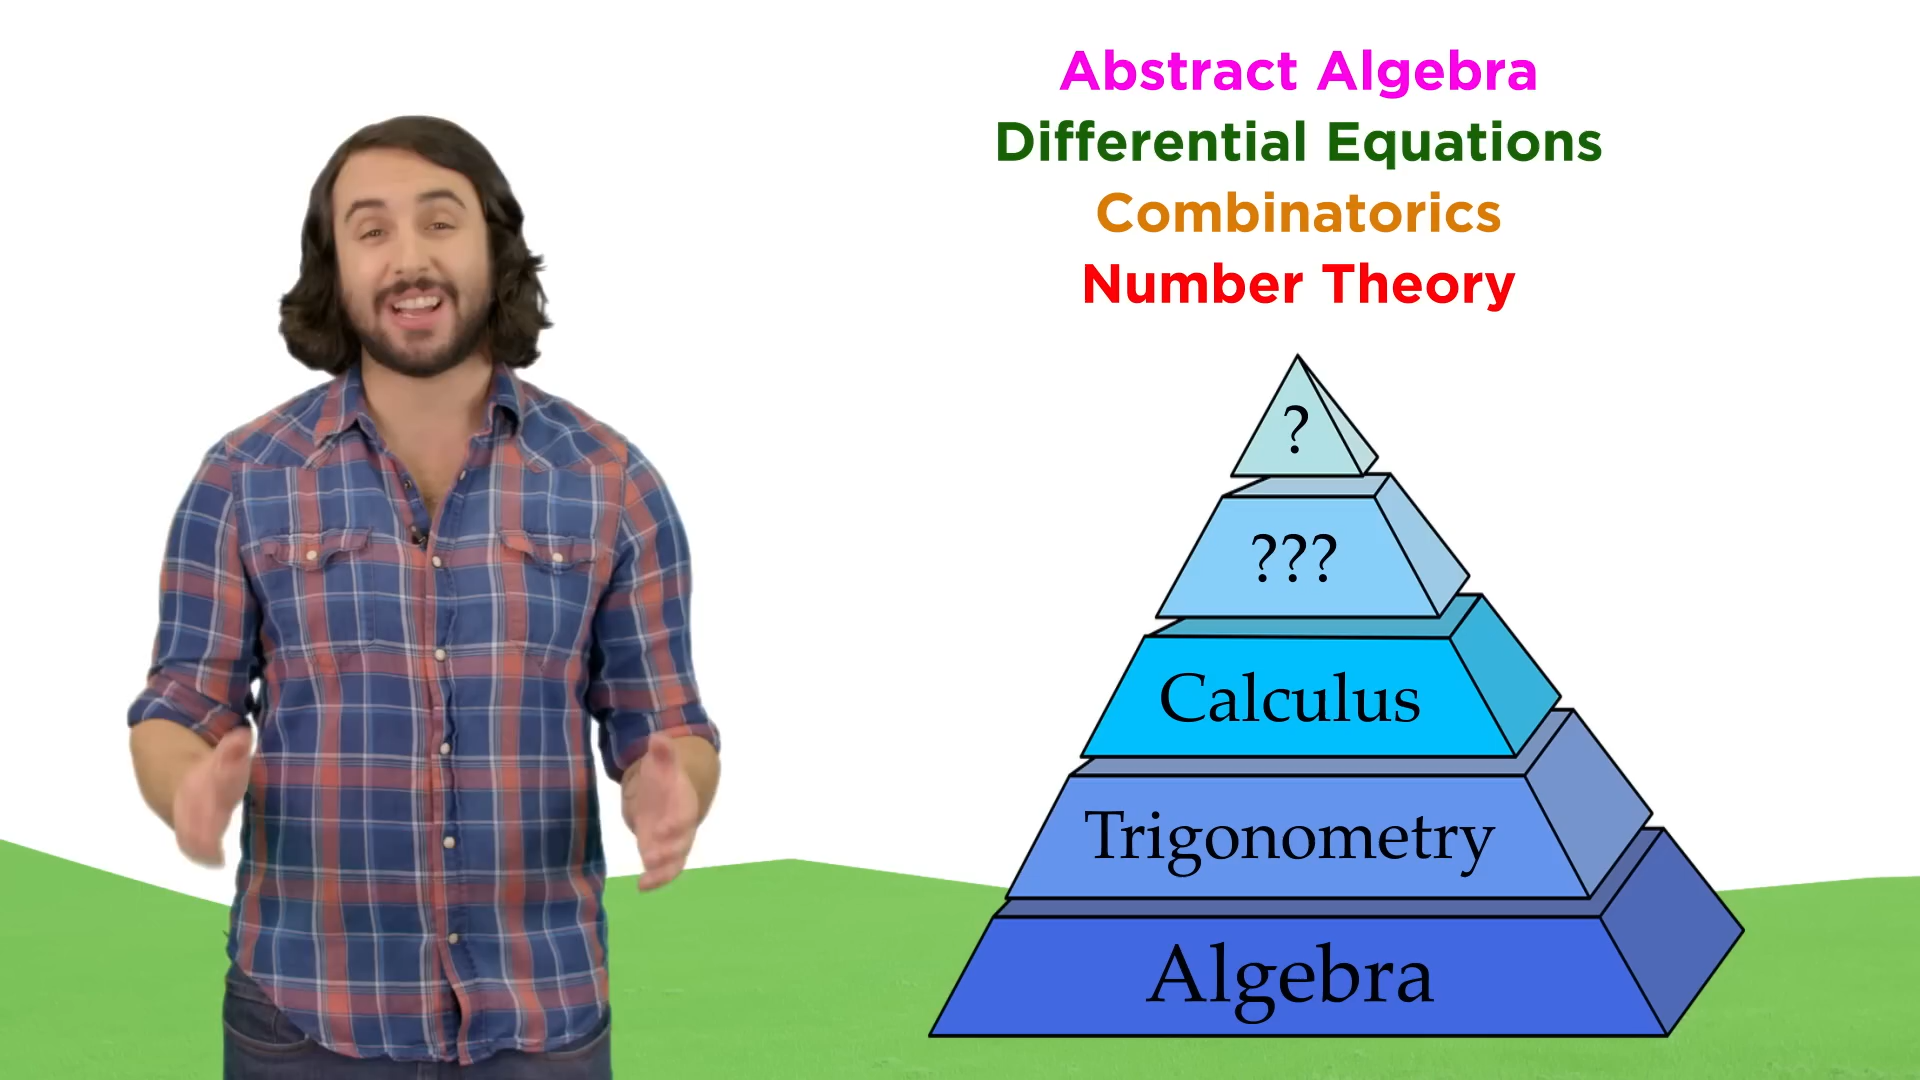 Abstract Algebra
Differential Equations
Combinatorics
Number Theory
?
???
Calculus
Trigonometry
Algebra